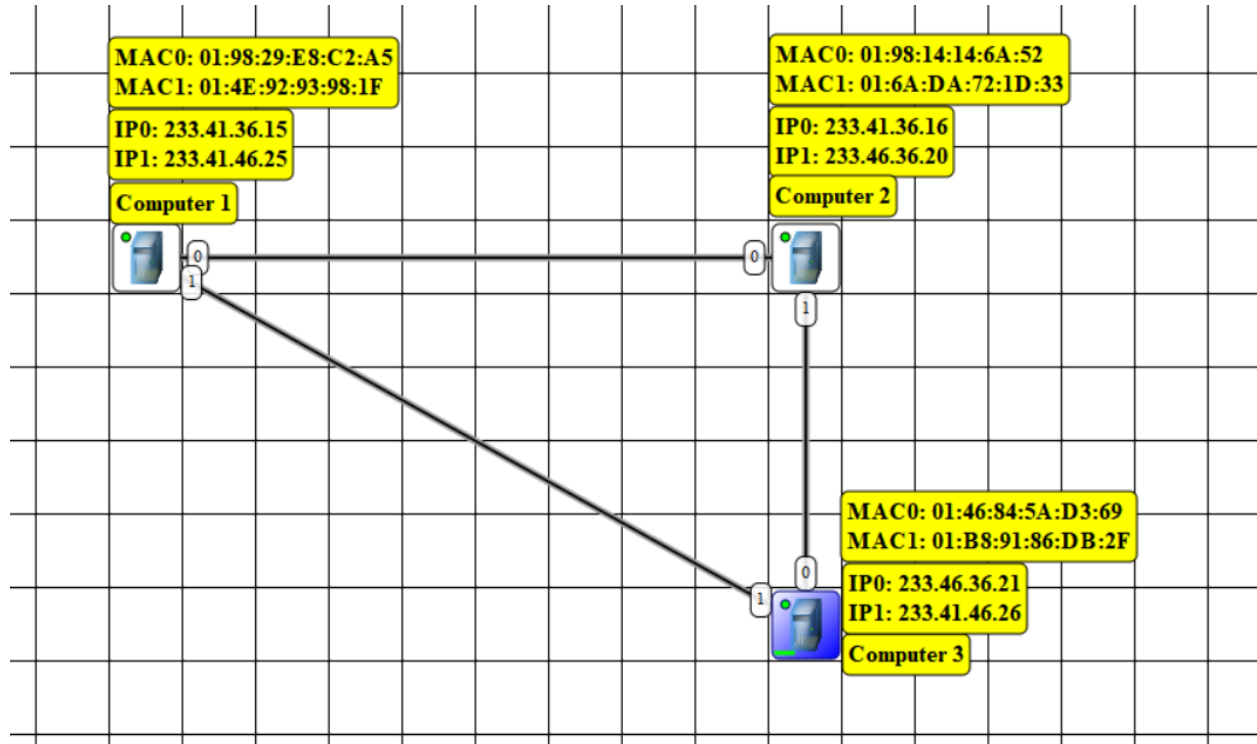 MAC0: 01:98:29:E8:C2:A5
MAC1: 01:4E:92:93:98:1F
IP0: 233.41.36.15
IP1: 233.41.46.25
Computer 1
0
1
MAC0: 01:98:14:14:6A:52
MAC1: 01:6A:DA:72:1D:33
IP0: 233.41.36.16
IP1: 233.46.36.20
Computer 2
0
1
MAC0: 01:46:84:5A:D3:69
MAC1: 01:B8:91:86:DB:2F
IP0: 233.46.36.21
IP1: 233.41.46.26
Computer 3
0
1